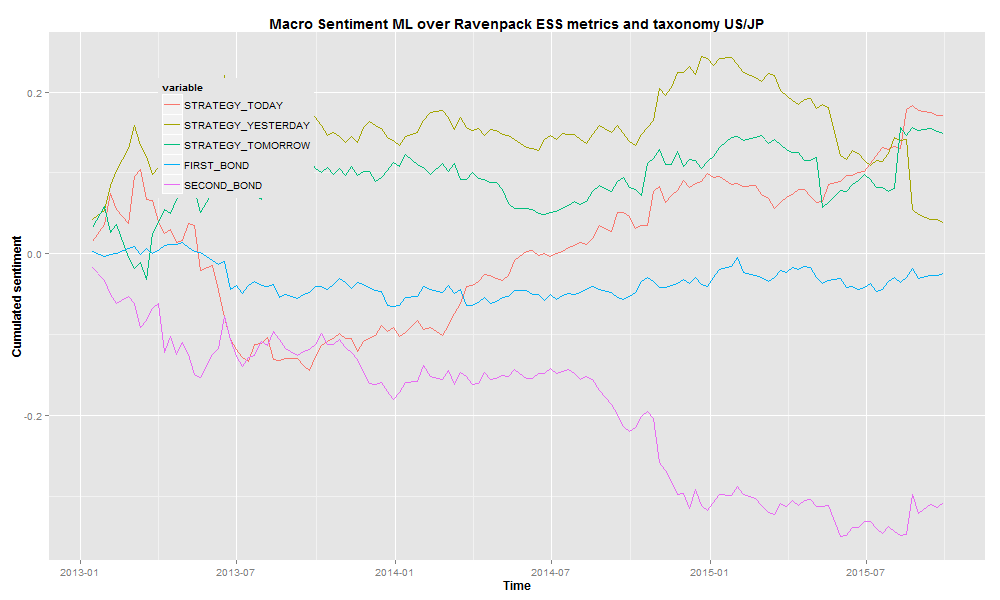 Macro Sentiment ML over Ravenpack ESS metrics and taxonomy US/JP
variable
STRATEGY_TODAY
STRATEGY_YESTERDAY
STRATEGY_TOMORROW
FIRST_BOND
SECOND_BOND
Cumulated sentiment
0.2
0.0
-0.2
2013-01
2013-07
2014-01
2014-07
2015-01
2015-07
Time